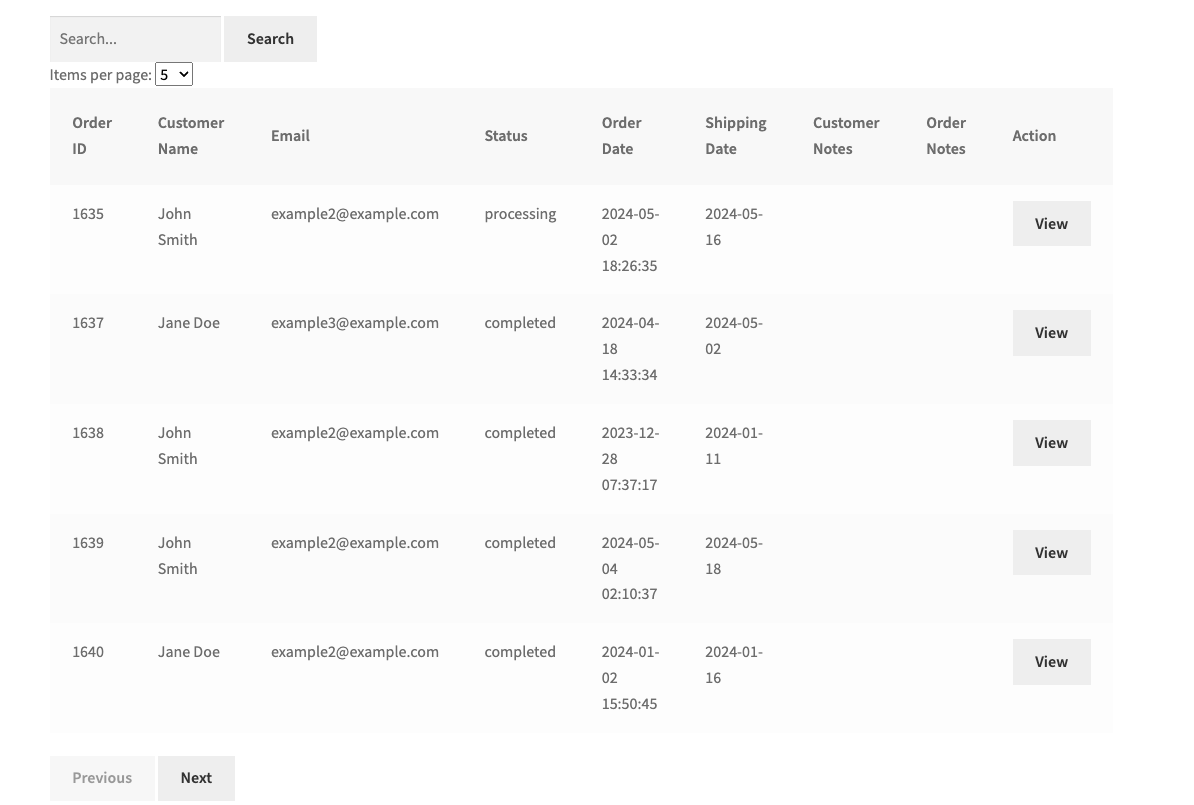 Search... Search
Items per page: 5
Order ID Customer Name Email Status Order Date Shipping Date Customer Notes Order Notes Action
1635 John Smith example2@example.com processing 2024-05-02 18:26:35 2024-05-16 View
1637 Jane Doe example3@example.com completed 2024-04-18 14:33:34 2024-05-02 View
1638 John Smith example2@example.com completed 2023-12-28 07:37:17 2024-01-11 View
1639 John Smith example2@example.com completed 2024-05-04 02:10:37 2024-05-18 View
1640 Jane Doe example2@example.com completed 2024-01-02 15:50:45 2024-01-16 View
Previous Next